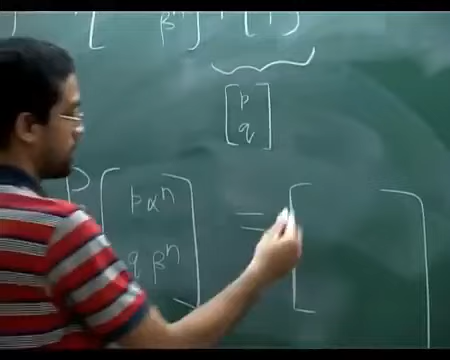 βⁿ
[p
q]
P [ p αⁿ
q βⁿ ] = [ ]